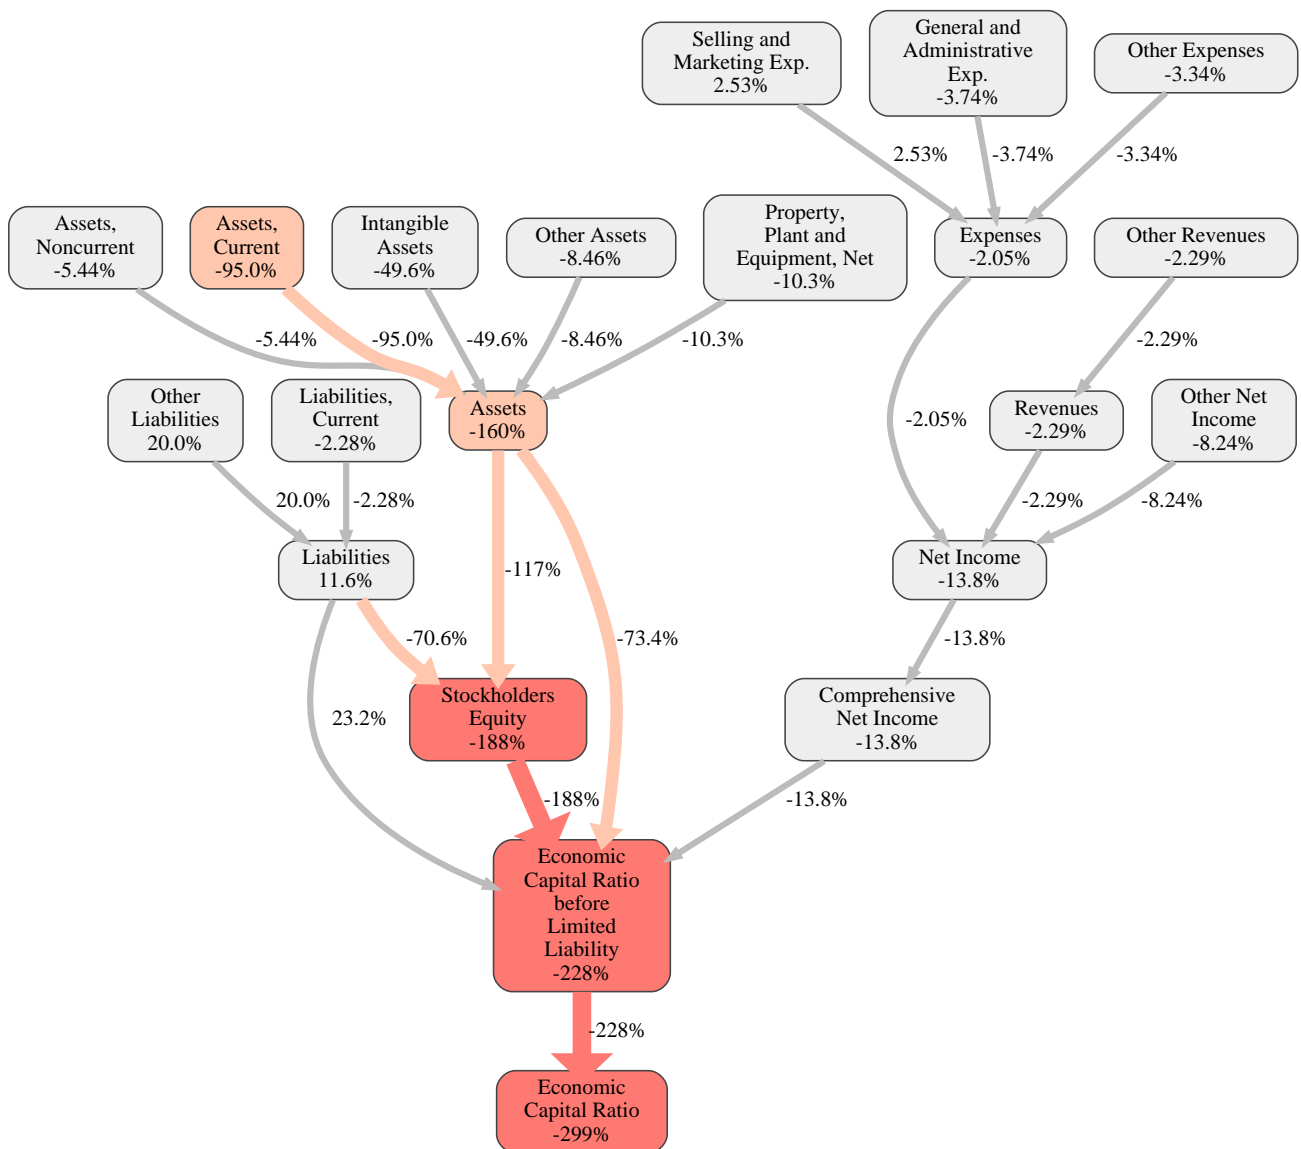 Selling and
Marketing Exp.
2.53%
General and
Administrative
Exp.
-3.74%
Other Expenses
-3.34%
2.53%
-3.74%
-3.34%
Assets,
Noncurrent
-5.44%
Assets,
Current
-95.0%
Intangible
Assets
-49.6%
Other Assets
-8.46%
Property,
Plant and
Equipment, Net
-10.3%
Expenses
-2.05%
Other Revenues
-2.29%
-5.44%
-95.0%
-49.6%
-8.46%
-10.3%
-2.29%
Other
Liabilities
20.0%
Liabilities,
Current
-2.28%
Assets
-160%
-2.05%
Revenues
-2.29%
Other Net
Income
-8.24%
20.0%
-2.28%
-2.29%
-8.24%
Liabilities
11.6%
-117%
Net Income
-13.8%
-70.6%
-73.4%
-13.8%
Stockholders
Equity
-188%
23.2%
Comprehensive
Net Income
-13.8%
-188%
-13.8%
Economic
Capital Ratio
before
Limited
Liability
-228%
-228%
Economic
Capital Ratio
-299%